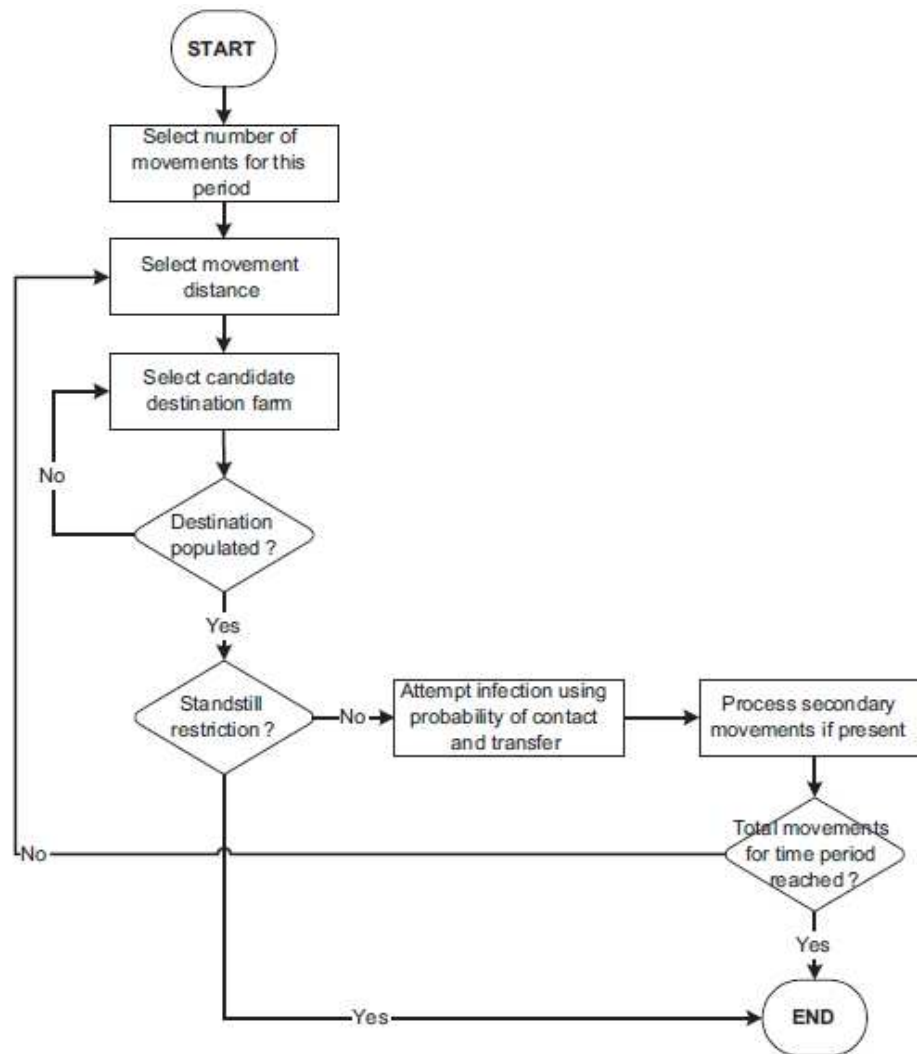 START
Select number of
movements for this
period
Select movement
distance
Select candidate
destination farm
No
Destination
populated ?
Yes
Standstill
restriction ?
No
Attempt infection using
probability of contact
and transfer
Process secondary
movements if present
Total movements
for time period
reached ?
No
Yes
Yes
END